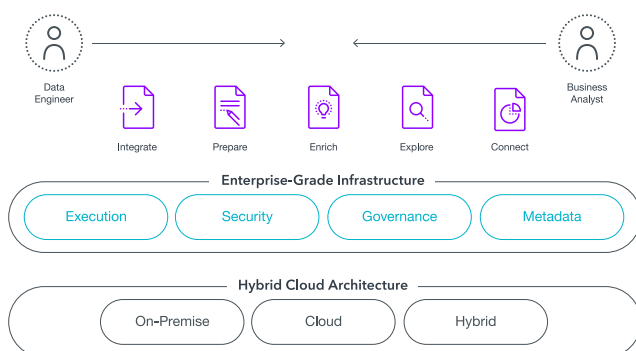 Data
Engineer
Business
Analyst
Integrate
Prepare
Enrich
Explore
Connect
Enterprise-Grade Infrastructure
Execution
Security
Governance
Metadata
Hybrid Cloud Architecture
On-Premise
Cloud
Hybrid